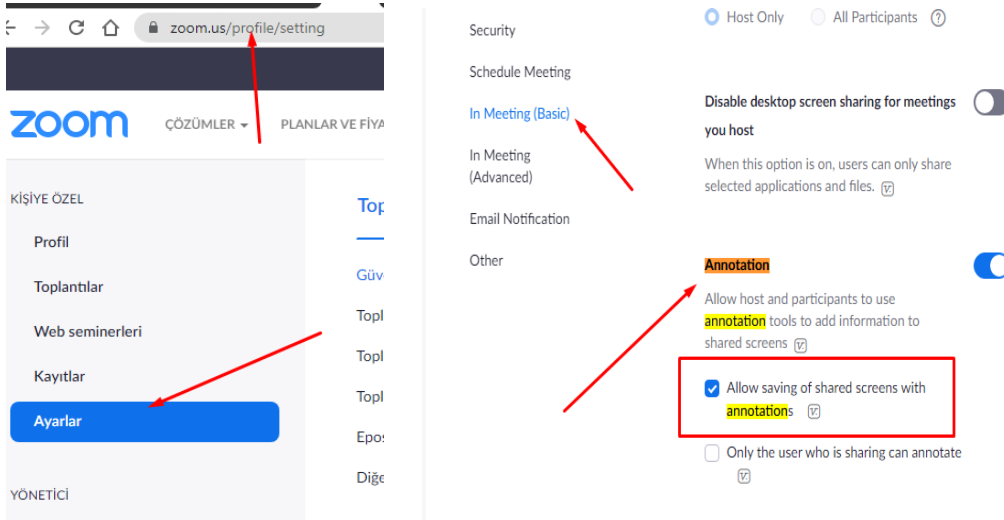 zoom.us/profile/setting
zoom
ÇÖZÜMLER
PLANLAR VE FİYA
KİŞİYE ÖZEL
Profil
Toplantılar
Web seminerleri
Kayıtlar
Ayarlar
YÖNETİCİ
Top
Güv
Topl
Topl
Topl
Epos
Diğe
Security
Schedule Meeting
In Meeting (Basic)
In Meeting
(Advanced)
Email Notification
Other
Host Only
All Participants
Disable desktop screen sharing for meetings
you host
When this option is on, users can only share
selected applications and files.
Annotation
Allow host and participants to use
annotation tools to add information to
shared screens
Allow saving of shared screens with
annotations
Only the user who is sharing can annotate